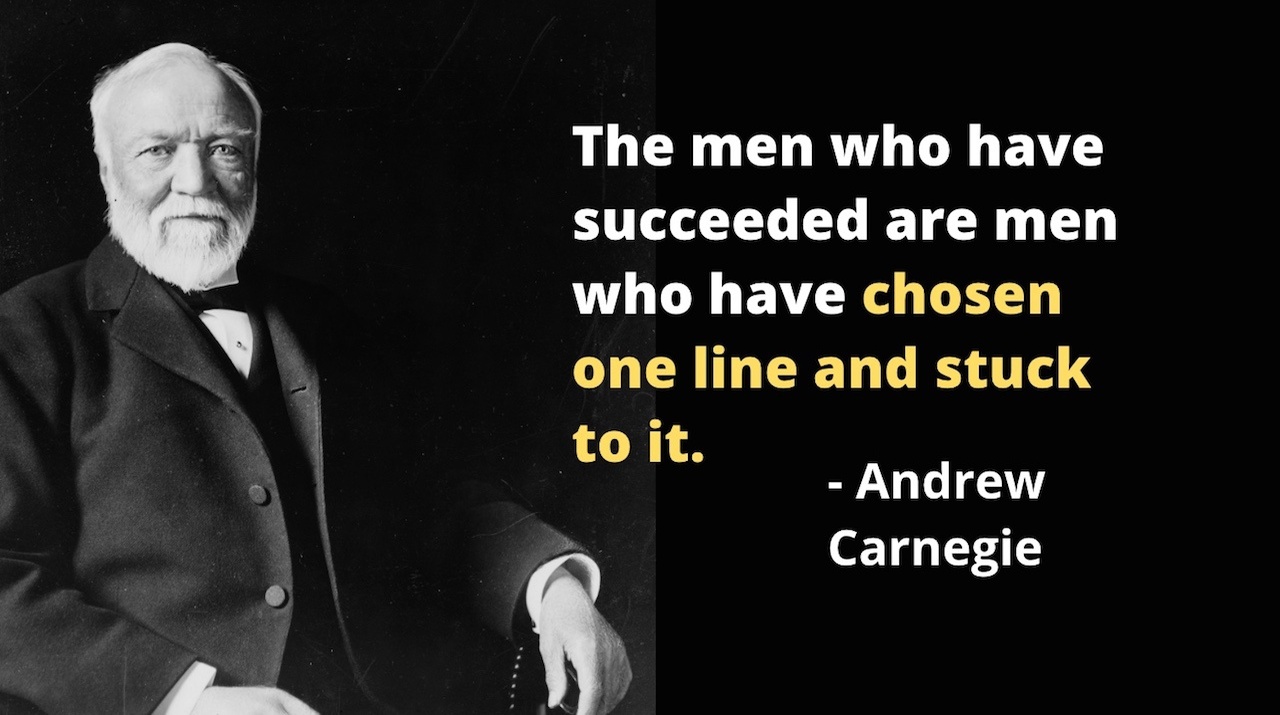 The men who have
succeeded are men
who have chosen
one line and stuck
to it.
- Andrew
Carnegie